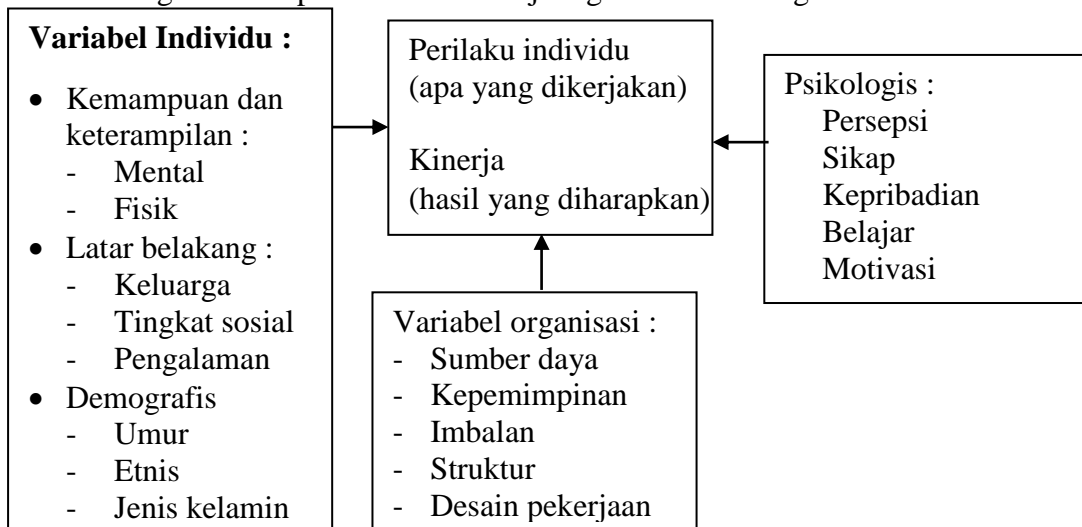 Variabel Individu :
• Kemampuan dan
keterampilan :
- Mental
- Fisik
• Latar belakang :
- Keluarga
- Tingkat sosial
- Pengalaman
• Demografis
- Umur
- Etnis
- Jenis kelamin
Perilaku individu
(apa yang dikerjakan)
Kinerja
(hasil yang diharapkan)
Variabel organisasi :
- Sumber daya
- Kepemimpinan
- Imbalan
- Struktur
- Desain pekerjaan
Psikologis :
Persepsi
Sikap
Kepribadian
Belajar
Motivasi